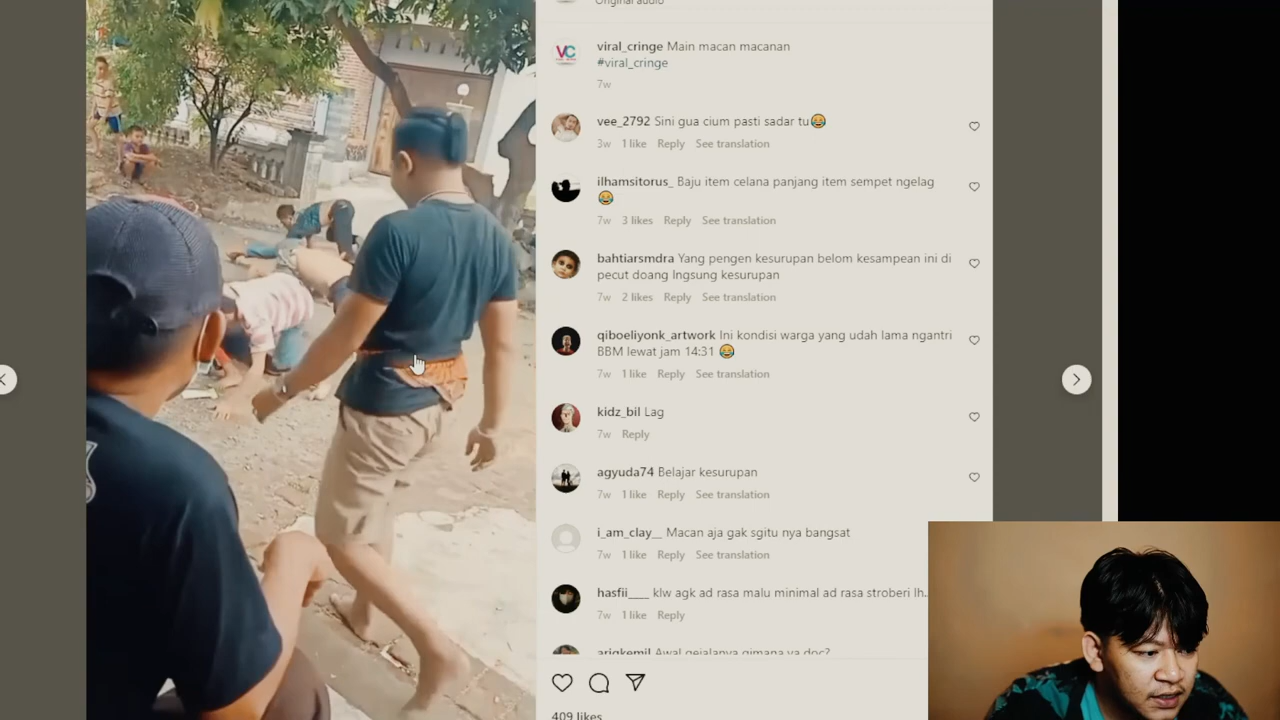 Original audio
VC
viral_cringe Main macan macanan
#viral_cringe
7w
vee_2792 Sini gua cium pasti sadar tu😂
3w 1 like Reply See translation
ilhamsitorus_ Baju item celana panjang item sempet ngelag
😂
7w 3 likes Reply See translation
bahtiarsmdra Yang pengen kesurupan belom kesampean ini di
pecut doang lngsung kesurupan
7w 2 likes Reply See translation
qiboeliyonk_artwork Ini kondisi warga yang udah lama ngantri
BBM lewat jam 14:31 😂
7w 1 like Reply See translation
kidz_bil Lag
7w Reply
agyuda74 Belajar kesurupan
7w 1 like Reply See translation
i_am_clay__ Macan aja gak sgitu nya bangsat
7w 1 like Reply See translation
hasfii____ klw agk ad rasa malu minimal ad rasa stroberi lh..
7w 1 like Reply
arigkemil Awal gejalanya gimana ya doc?
409 likes